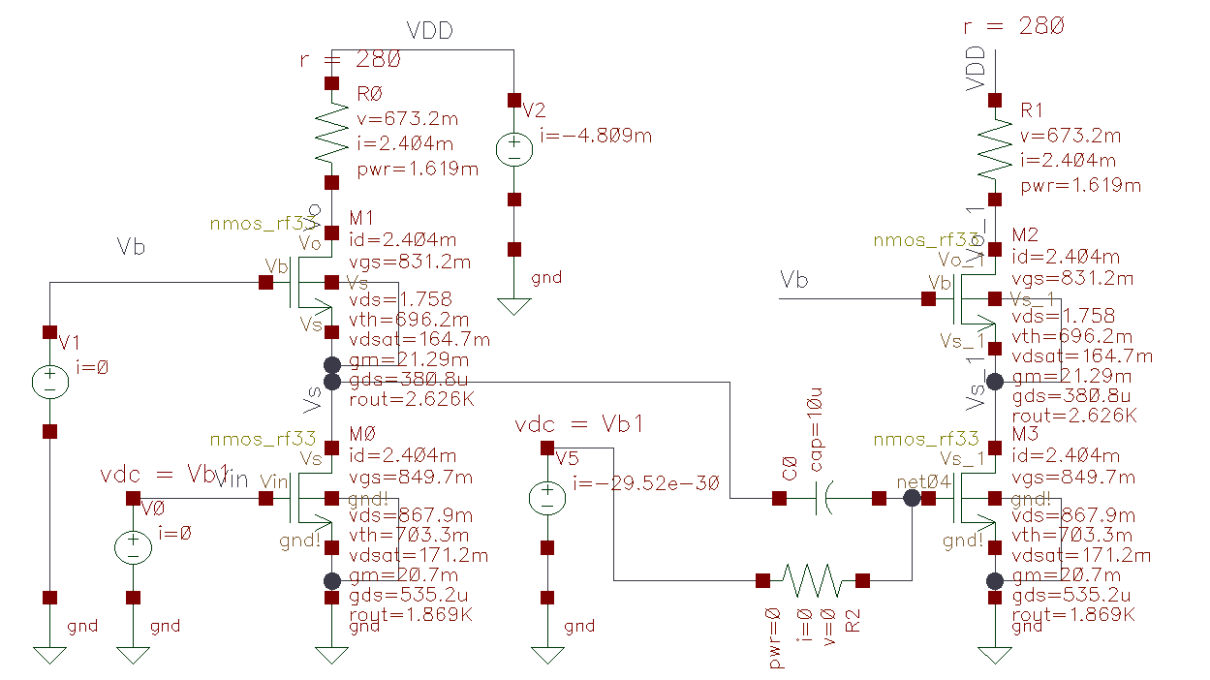 VDD
r = 280
R0
v=673.2m
i=2.404m
pwr=1.619m
V2
i=-4.809m
gnd
Vo
nmos_rf33
Vo
M1
id=2.404m
vgs=831.2m
Vb
Vb
Vs
vds=1.758
vth=696.2m
Vs
vdsat=164.7m
gm=21.29m
gds=380.8u
rout=2.626K
V1
i=0
gnd
Vs
nmos_rf33
Vs
M0
id=2.404m
vgs=849.7m
vdc = Vb1
Vin
Vin
V0
i=0
gnd
gnd!
vds=867.9m
vth=703.3m
gnd!
vdsat=171.2m
gm=20.7m
gds=535.2u
rout=1.869K
gnd
vdc = Vb1
V5
i=-29.52e-30
gnd
C0
cap=10u
net04
pwr=0
i=0
v=0
R2
r = 280
VDD
R1
v=673.2m
i=2.404m
pwr=1.619m
Vo_1
nmos_rf33
Vo_1
M2
id=2.404m
vgs=831.2m
Vb
Vb
Vs_1
vds=1.758
vth=696.2m
Vs_1
vdsat=164.7m
gm=21.29m
gds=380.8u
rout=2.626K
Vs_1
nmos_rf33
Vs_1
M3
id=2.404m
vgs=849.7m
gnd!
vds=867.9m
vth=703.3m
gnd!
vdsat=171.2m
gm=20.7m
gds=535.2u
rout=1.869K
gnd